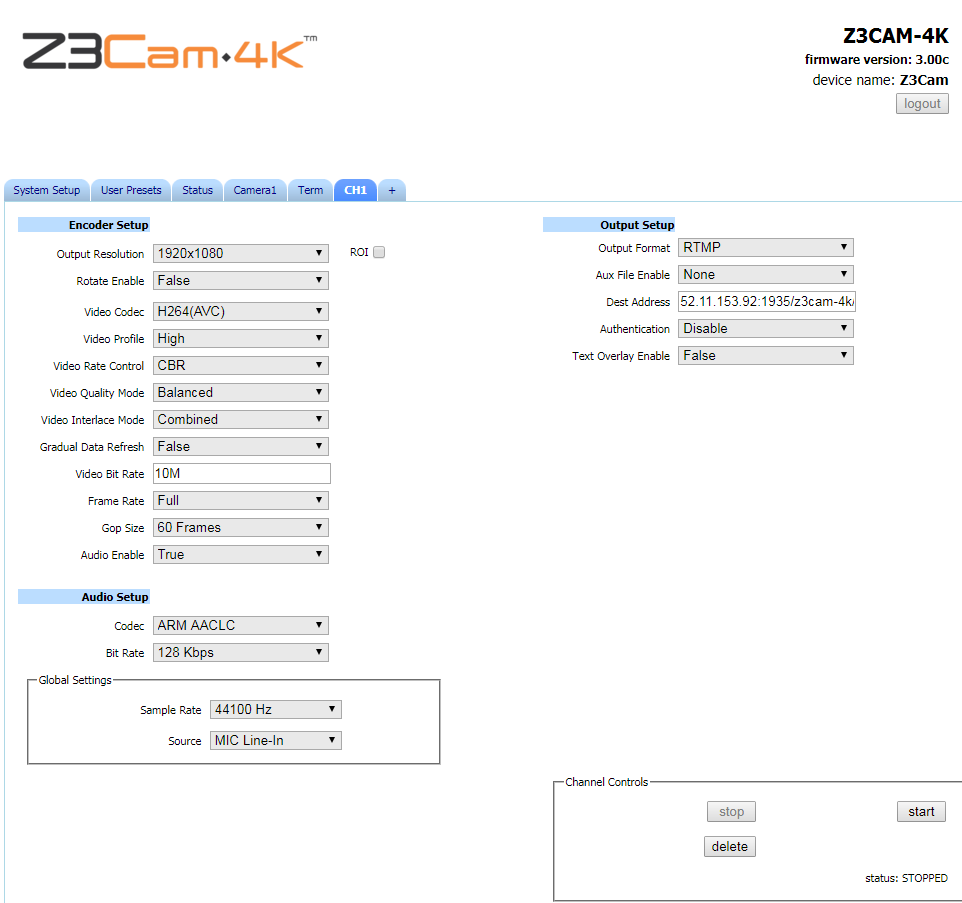 Z3Cam·4K™
Z3CAM-4K
firmware version: 3.00c
device name: Z3Cam
logout
System Setup User Presets Status Camera1 Term CH1 +
Encoder Setup
Output Resolution 1920x1080 ROI
Rotate Enable False
Video Codec H264(AVC)
Video Profile High
Video Rate Control CBR
Video Quality Mode Balanced
Video Interlace Mode Combined
Gradual Data Refresh False
Video Bit Rate 10M
Frame Rate Full
Gop Size 60 Frames
Audio Enable True
Audio Setup
Codec ARM AACLC
Bit Rate 128 Kbps
Global Settings
Sample Rate 44100 Hz
Source MIC Line-In
Output Setup
Output Format RTMP
Aux File Enable None
Dest Address 52.11.153.92:1935/z3cam-4k/
Authentication Disable
Text Overlay Enable False
Channel Controls
stop start
delete
status: STOPPED